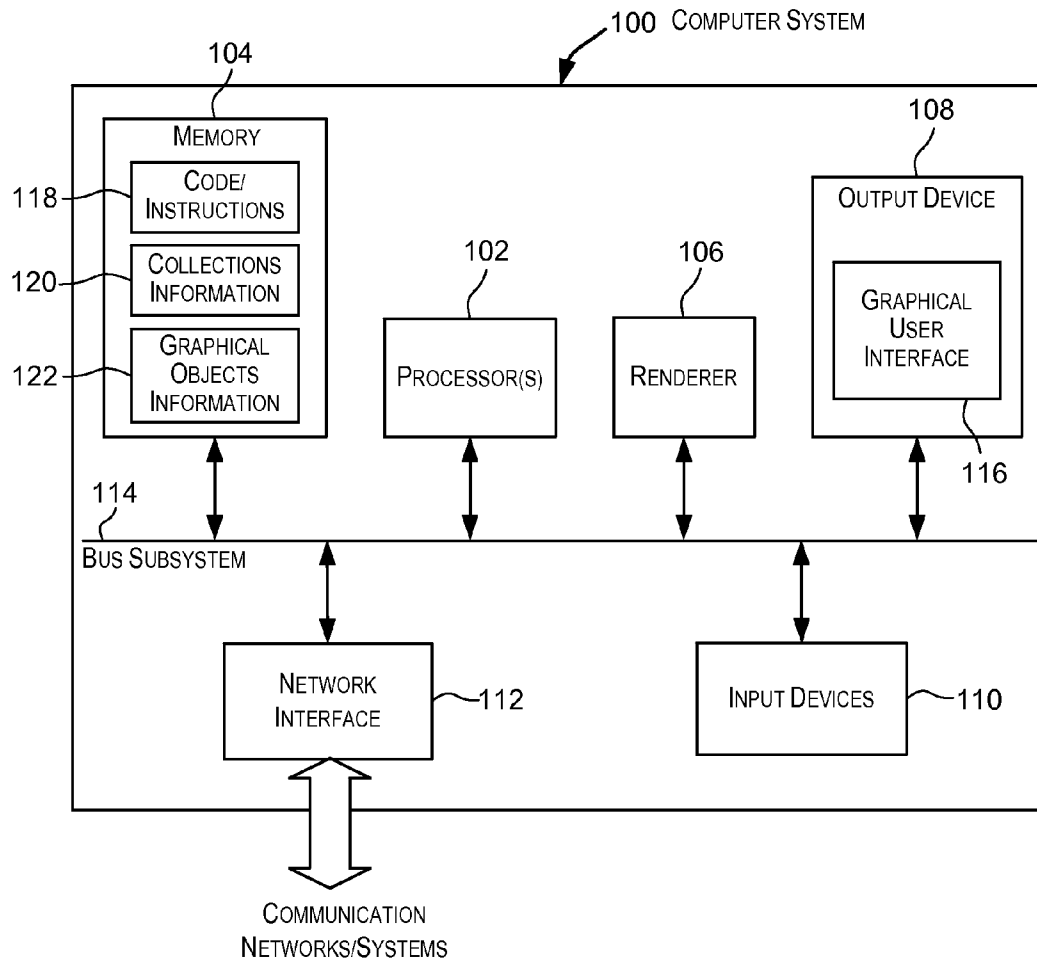 100 COMPUTER SYSTEM
104
MEMORY
118
CODE/
INSTRUCTIONS
120
COLLECTIONS
INFORMATION
122
GRAPHICAL
OBJECTS
INFORMATION
102
PROCESSOR(S)
106
RENDERER
108
OUTPUT DEVICE
GRAPHICAL
USER
INTERFACE
116
114
BUS SUBSYSTEM
NETWORK
INTERFACE
112
INPUT DEVICES
110
COMMUNICATION
NETWORKS/SYSTEMS